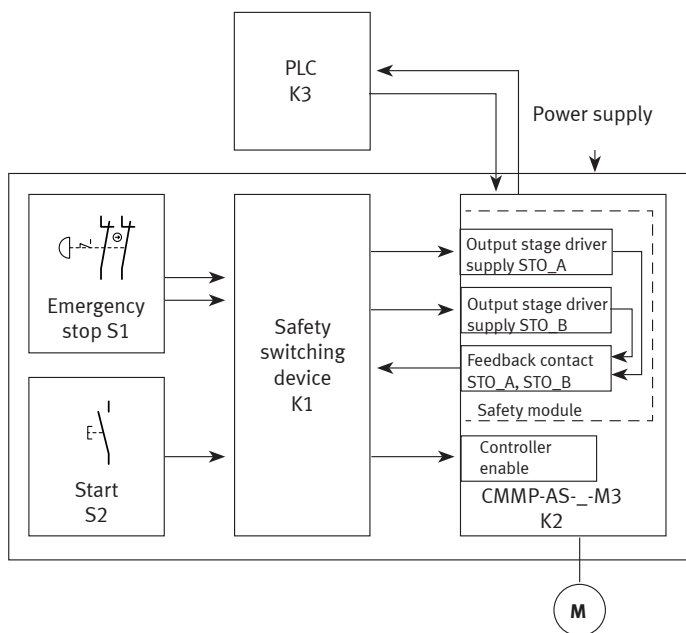 PLC
K3
Power supply
Emergency
stop S1
Start
S2
Safety
switching
device
K1
Output stage driver
supply STO_A
Output stage driver
supply STO_B
Feedback contact
STO_A, STO_B
Safety module
Controller
enable
CMMP-AS-_-M3
K2
M